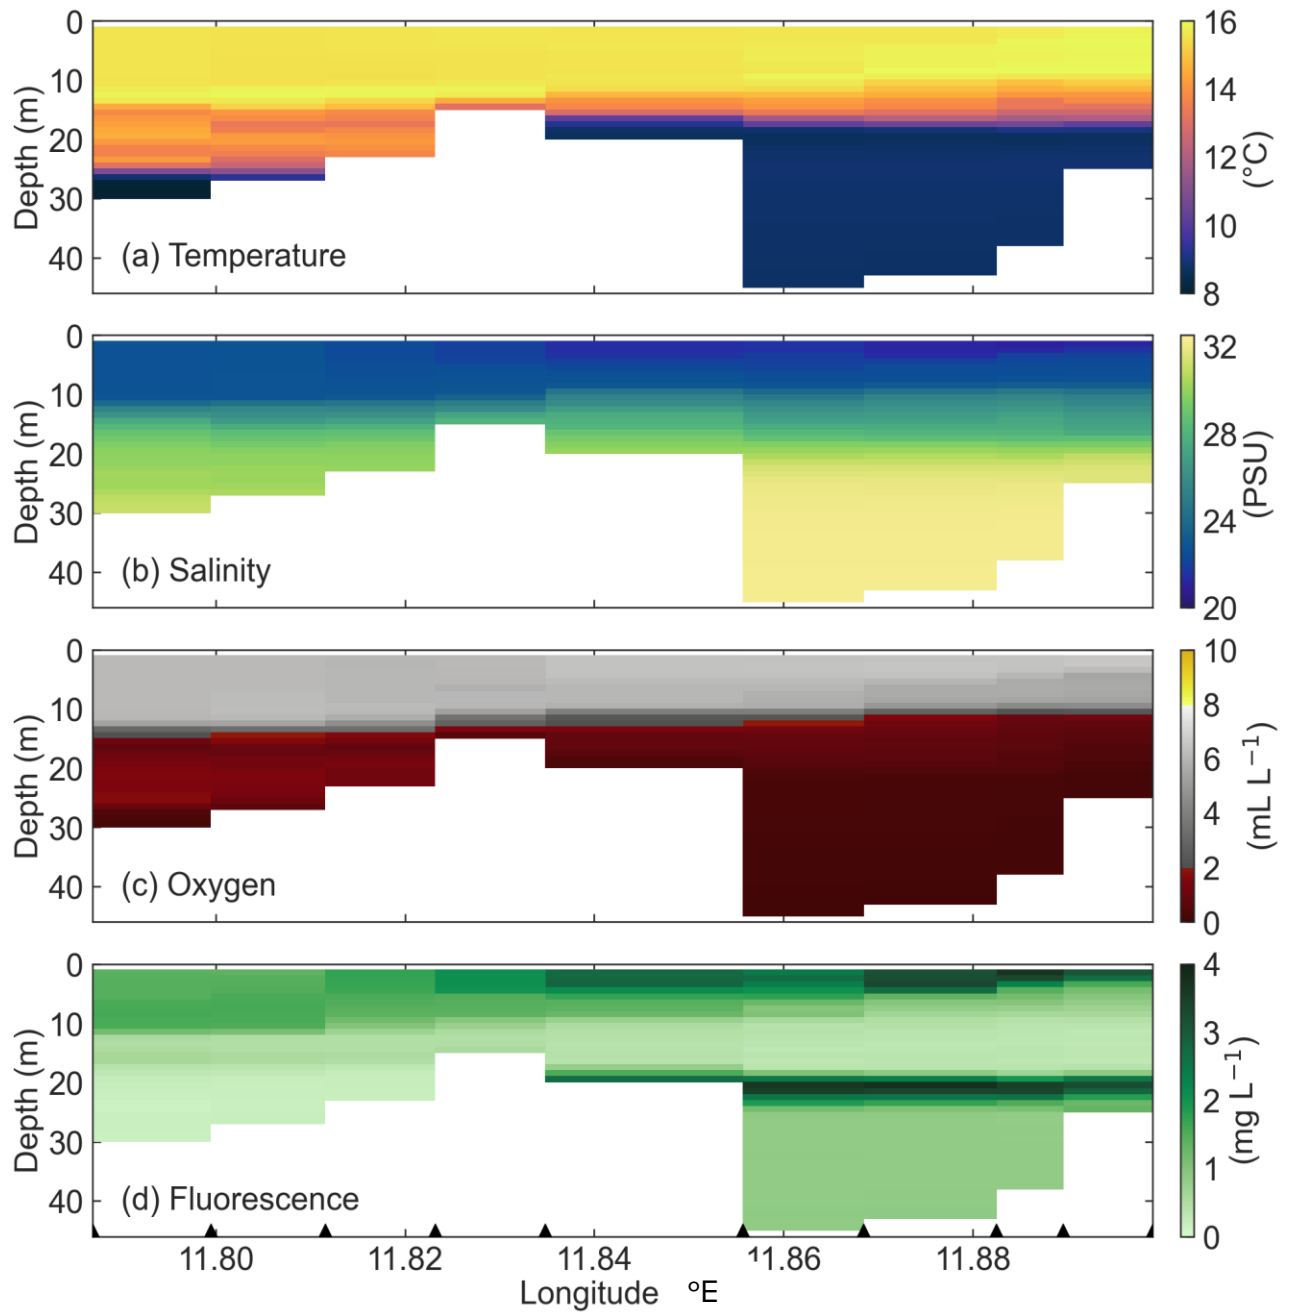 0
10
20
30
40
Depth (m)
(a) Temperature
16
14
12
10
8
(°C)
0
10
20
30
40
Depth (m)
(b) Salinity
32
28
24
20
(PSU)
0
10
20
30
40
Depth (m)
(c) Oxygen
10
8
6
4
2
0
(mL L⁻¹)
0
10
20
30
40
Depth (m)
(d) Fluorescence
4
3
2
1
0
(mg L⁻¹)
11.80 11.82 11.84 11.86 11.88
Longitude °E